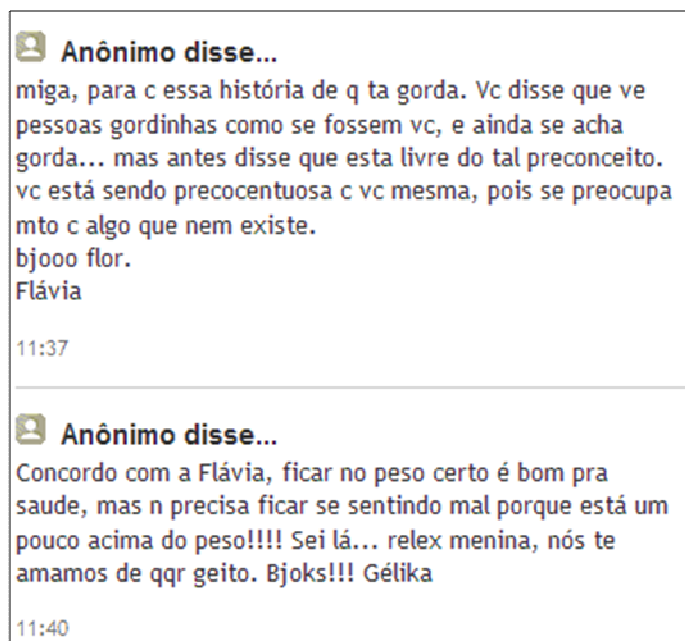 Anônimo disse...
miga, para c essa história de q ta gorda. Vc disse que ve
pessoas gordinhas como se fossem vc, e ainda se acha
gorda... mas antes disse que esta livre do tal preconceito.
vc está sendo precocentuosa c vc mesma, pois se preocupa
mto c algo que nem existe.
bjooo flor.
Flávia
11:37
Anônimo disse...
Concordo com a Flávia, ficar no peso certo é bom pra
saude, mas n precisa ficar se sentindo mal porque está um
pouco acima do peso!!!! Sei lá... relex menina, nós te
amamos de qqr geito. Bjoks!!! Gélika
11:40